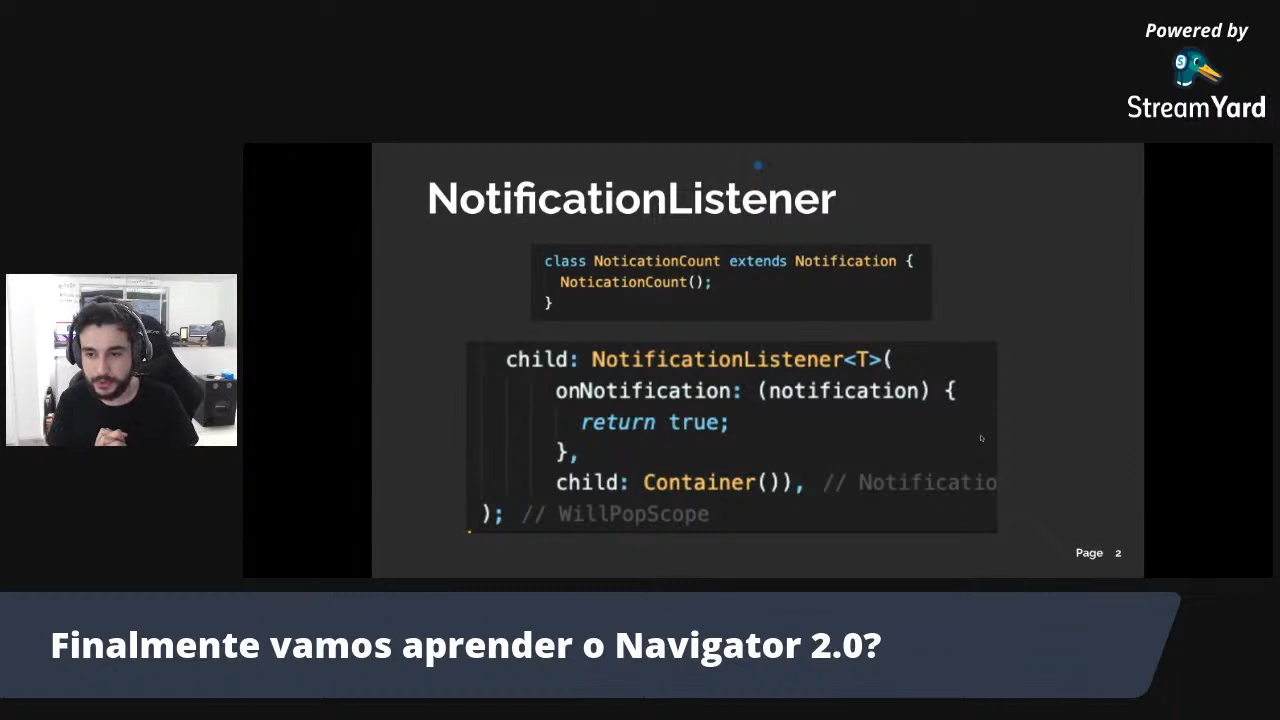 Powered by
StreamYard
NotificationListener
class NoticationCount extends Notification {
NoticationCount();
}
child: NotificationListener<T>(
onNotification: (notification) {
return true;
},
child: Container()), // Notificatio
); // WillPopScope
Page 2
Finalmente vamos aprender o Navigator 2.0?